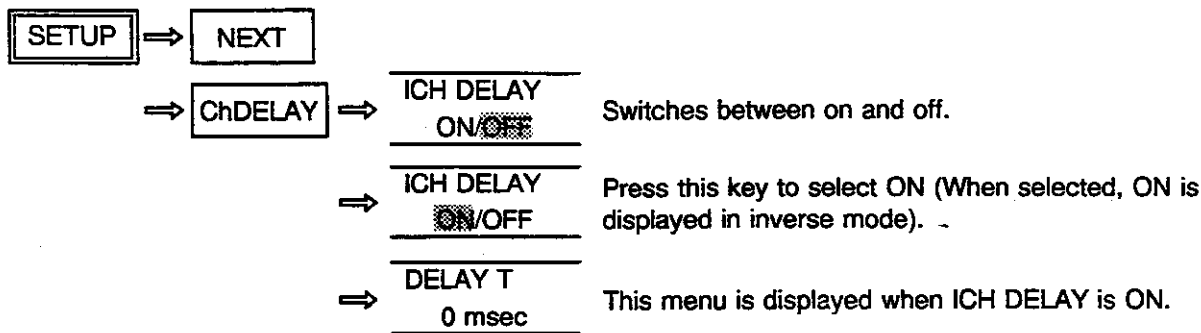 SETUP ⇒ NEXT
⇒ ChDELAY ⇒ ICH DELAY
ON/OFF
Switches between on and off.
⇒ ICH DELAY
ON/OFF
Press this key to select ON (When selected, ON is
displayed in inverse mode).
⇒ DELAY T
0 msec
This menu is displayed when ICH DELAY is ON.